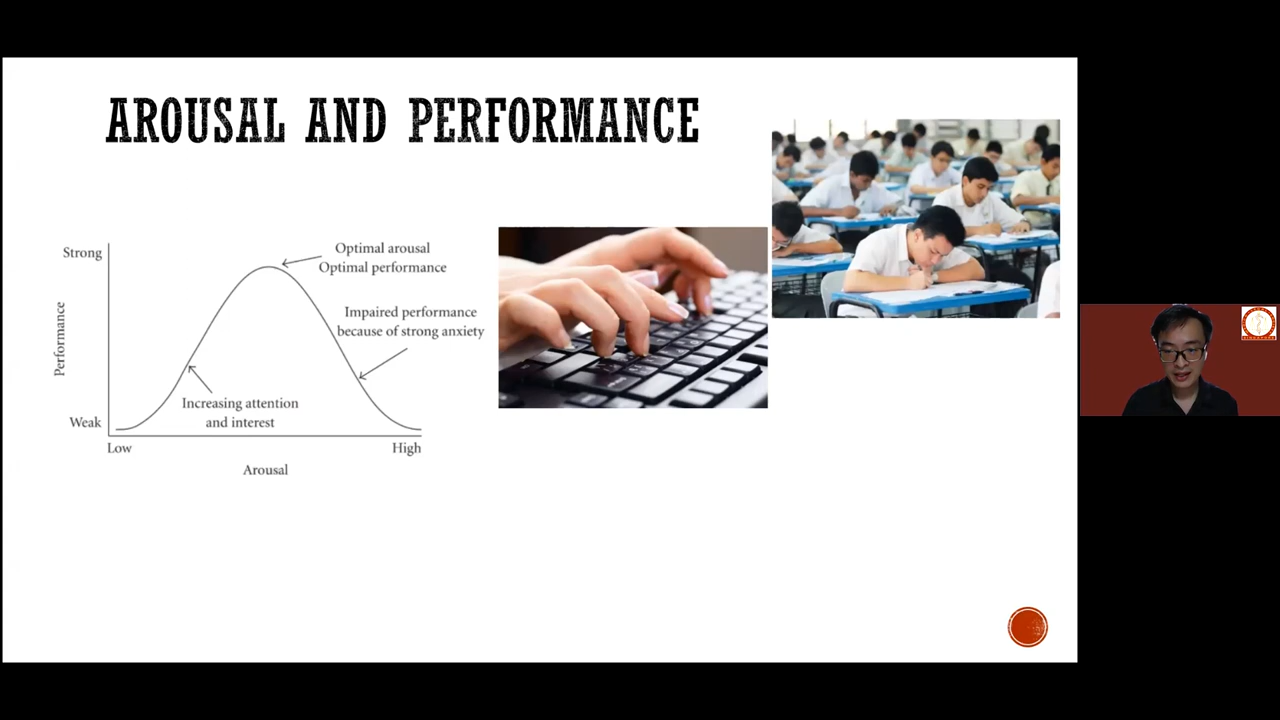 AROUSAL AND PERFORMANCE
Strong
Optimal arousal
Optimal performance
Impaired performance
because of strong anxiety
Performance
Increasing attention
and interest
Weak
Low
High
Arousal
SINGAPORE